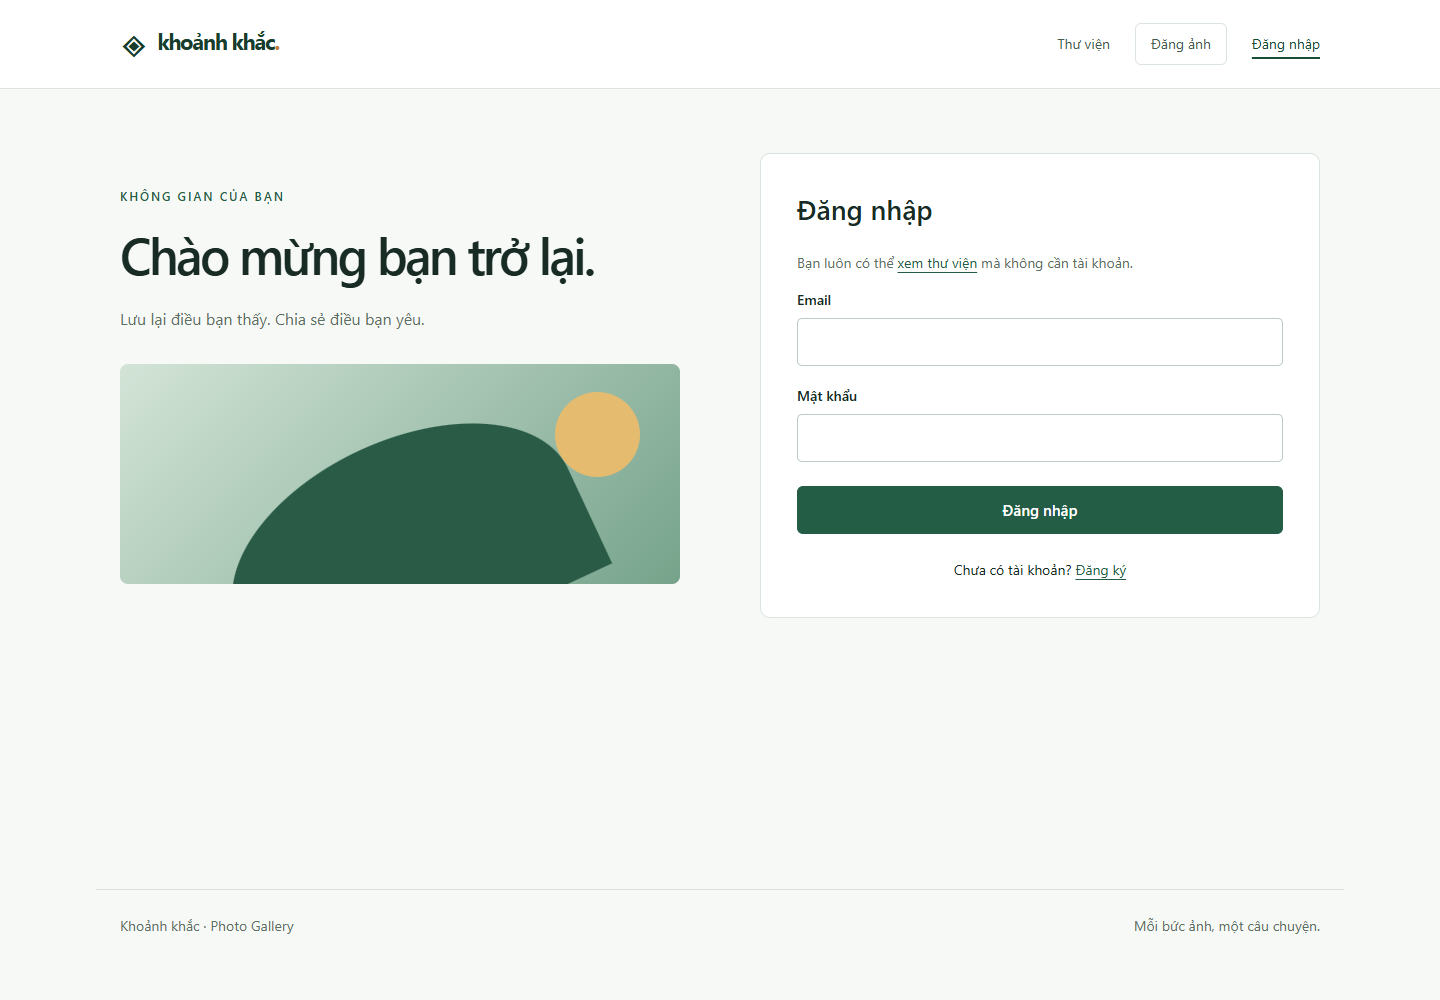 khoảnh khắc.
Thư viện
Đăng ảnh
Đăng nhập
KHÔNG GIAN CỦA BẠN
Chào mừng bạn trở lại.
Lưu lại điều bạn thấy. Chia sẻ điều bạn yêu.
Đăng nhập
Bạn luôn có thể xem thư viện mà không cần tài khoản.
Email
Mật khẩu
Đăng nhập
Chưa có tài khoản? Đăng ký
Khoảnh khắc · Photo Gallery
Mỗi bức ảnh, một câu chuyện.